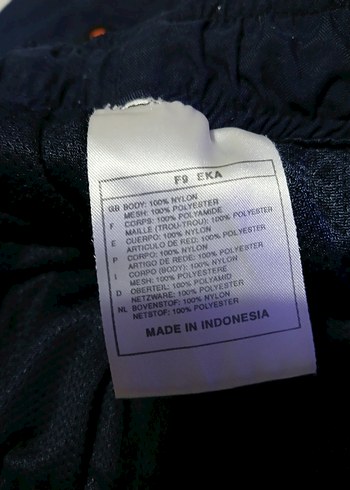 F9 EKA
GB BODY: 100% NYLON
MESH: 100% POLYESTER
F CORPS: 100% POLYAMIDE
MAILLE (TROU-TROU): 100% POLYESTER
E CUERPO: 100% NYLON
ARTICULO DE RED: 100% POLYESTER
P CORPO: 100% NYLON
ARTIGO DE REDE: 100% POLYESTER
I CORPO (BODY): 100% NYLON
MESH: 100% POLYESTERE
D OBERTEIL: 100% POLYAMID
NETZWARE: 100% POLYESTER
NL BOVENSTOF: 100% NYLON
NETSTOF: 100% POLYESTER
MADE IN INDONESIA